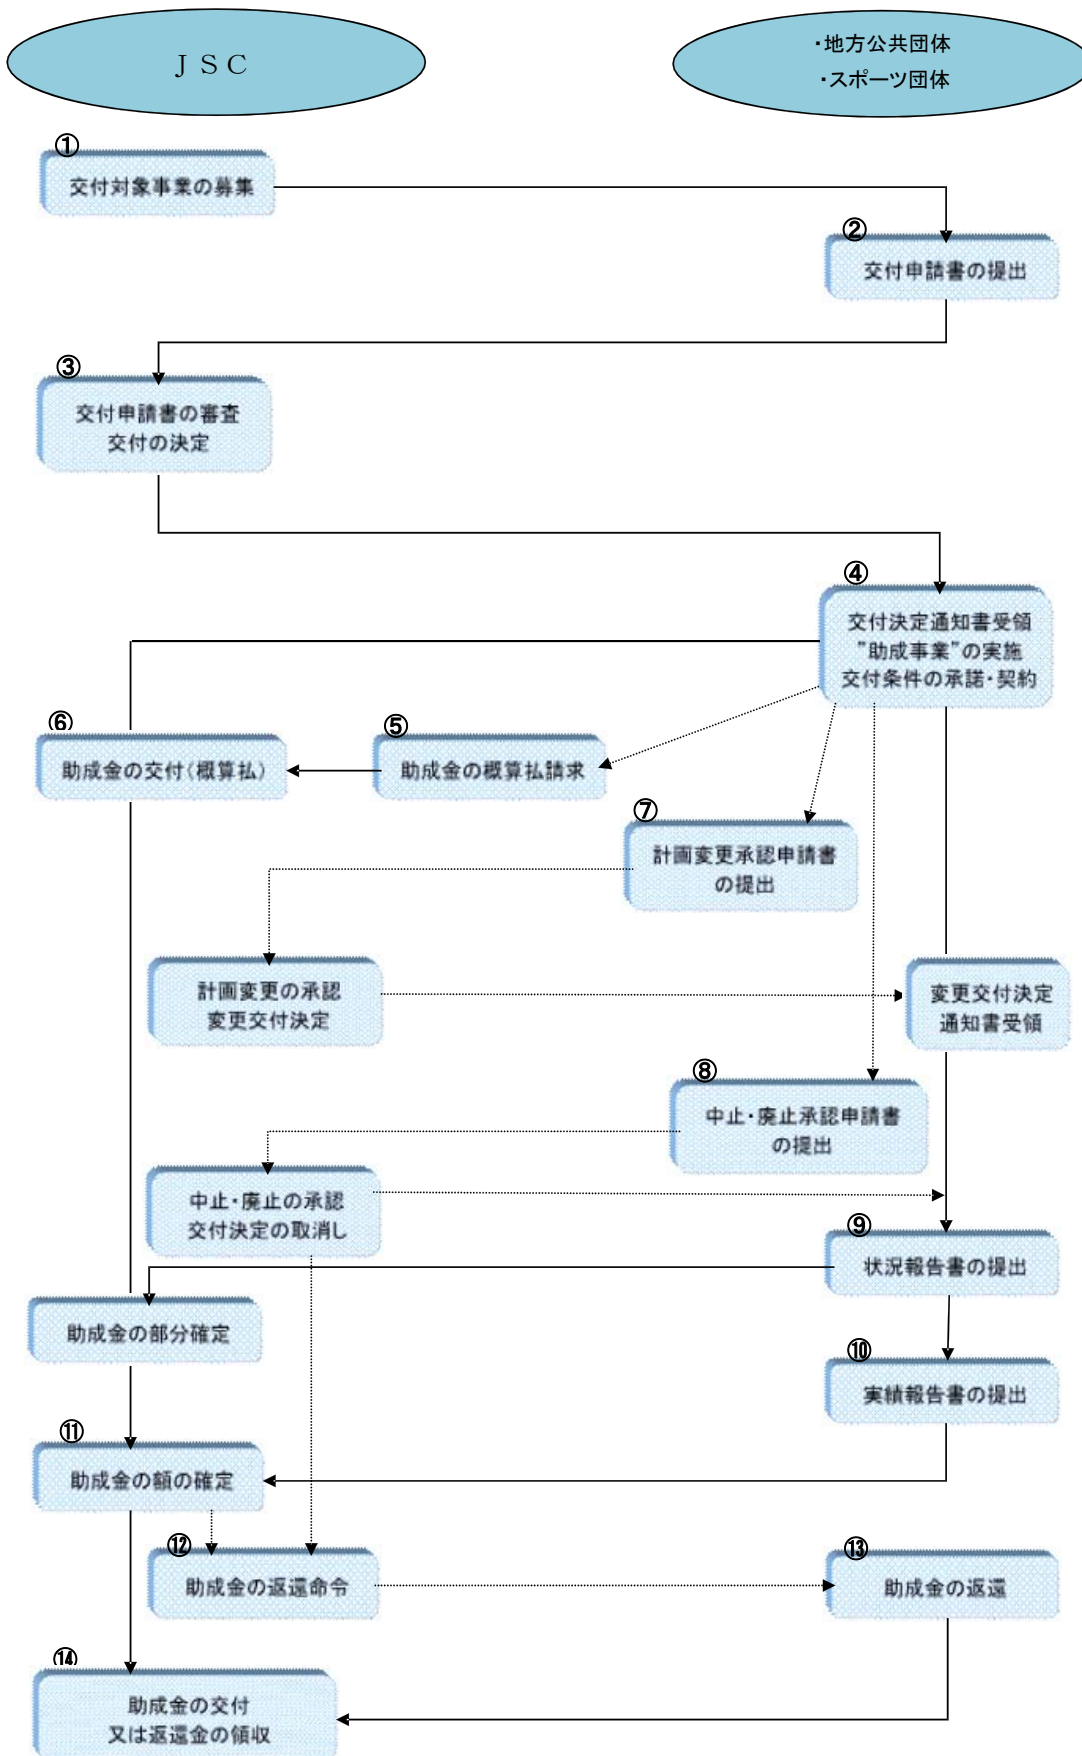 ＪＳＣ
・地方公共団体
・スポーツ団体
①
交付対象事業の募集
②
交付申請書の提出
③
交付申請書の審査
交付の決定
④
交付決定通知書受領
”助成事業”の実施
交付条件の承諾・契約
⑤
助成金の概算払請求
⑥
助成金の交付(概算払)
⑦
計画変更承認申請書
の提出
計画変更の承認
変更交付決定
変更交付決定
通知書受領
⑧
中止・廃止承認申請書
の提出
中止・廃止の承認
交付決定の取消し
⑨
状況報告書の提出
助成金の部分確定
⑩
実績報告書の提出
⑪
助成金の額の確定
⑫
助成金の返還命令
⑬
助成金の返還
⑭
助成金の交付
又は返還金の領収